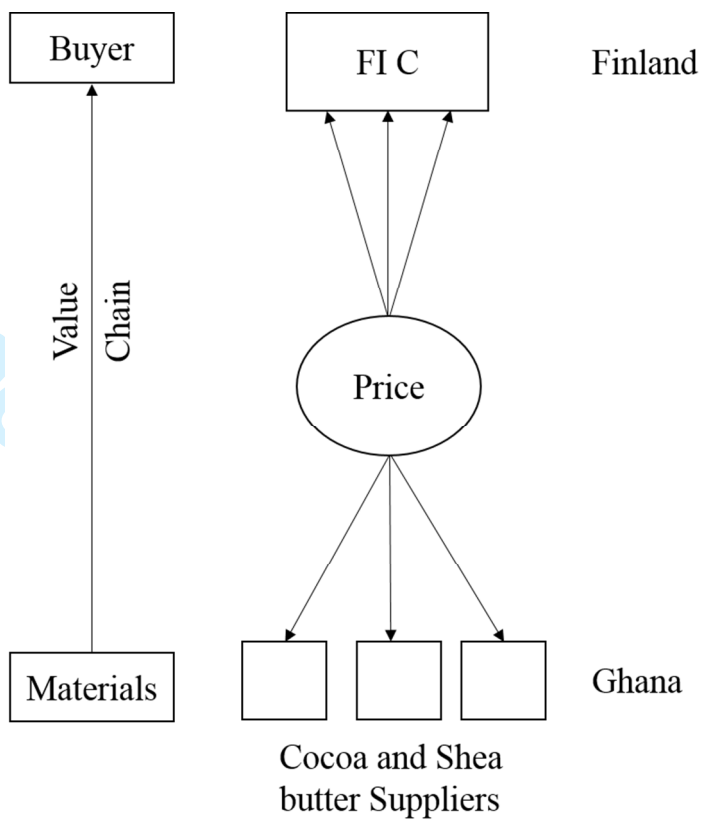 Buyer
FI C
Finland
Value
Chain
Price
Materials
Ghana
Cocoa and Shea
butter Suppliers